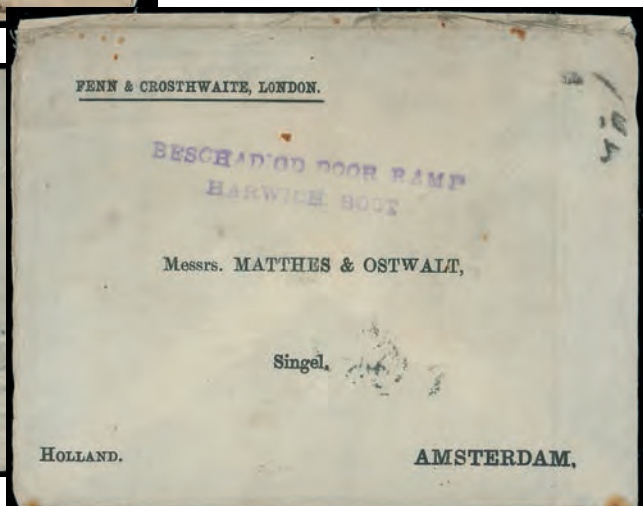 FENN & CROSTHWAITE, LONDON.
BESCHADIGD DOOR RAMP
HARWICH BOOT
Messrs. MATTHES & OSTWALT,
Singel.
HOLLAND.
AMSTERDAM,